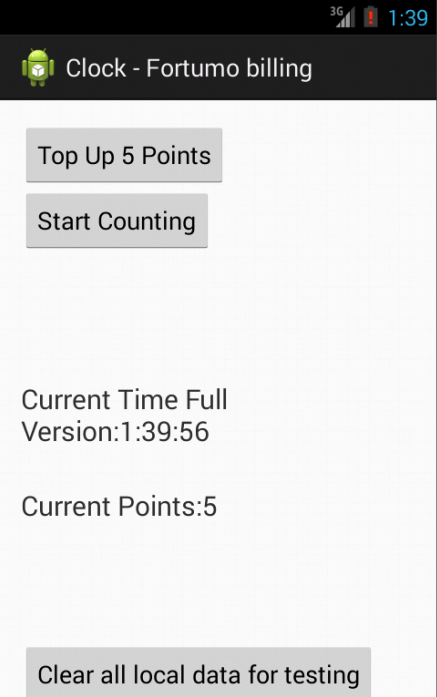 3G 1:39
Clock - Fortumo billing
Top Up 5 Points
Start Counting
Current Time Full
Version:1:39:56
Current Points:5
Clear all local data for testing